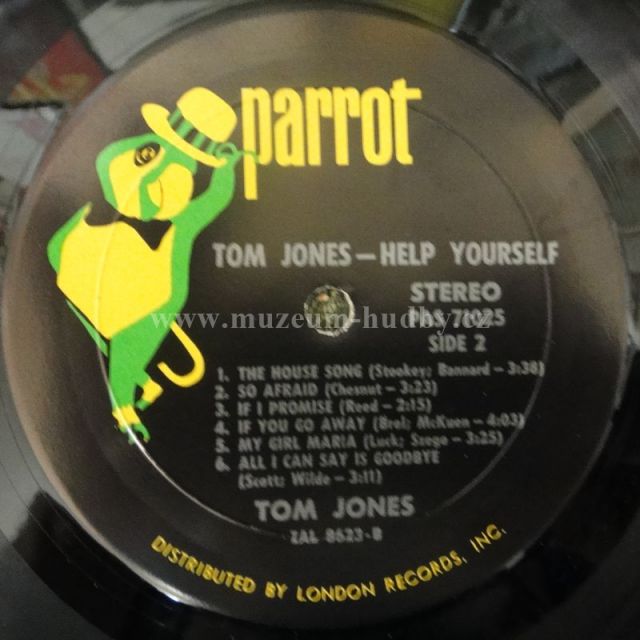 parrot
TOM JONES—HELP YOURSELF
STEREO
www.muzeum-hudby.cz
SIDE 2
1. THE HOUSE SONG (Stookey; Bannard – 3:38)
2. SO AFRAID (Chesnut – 3:23)
3. IF I PROMISE (Reed – 2:15)
4. IF YOU GO AWAY (Brel; McKuen – 4:03)
5. MY GIRL MARIA (Luck; Szego – 3:25)
6. ALL I CAN SAY IS GOODBYE
(Scott; Wilde – 3:11)
TOM JONES
ZAL 8623-B
DISTRIBUTED BY LONDON RECORDS, INC.